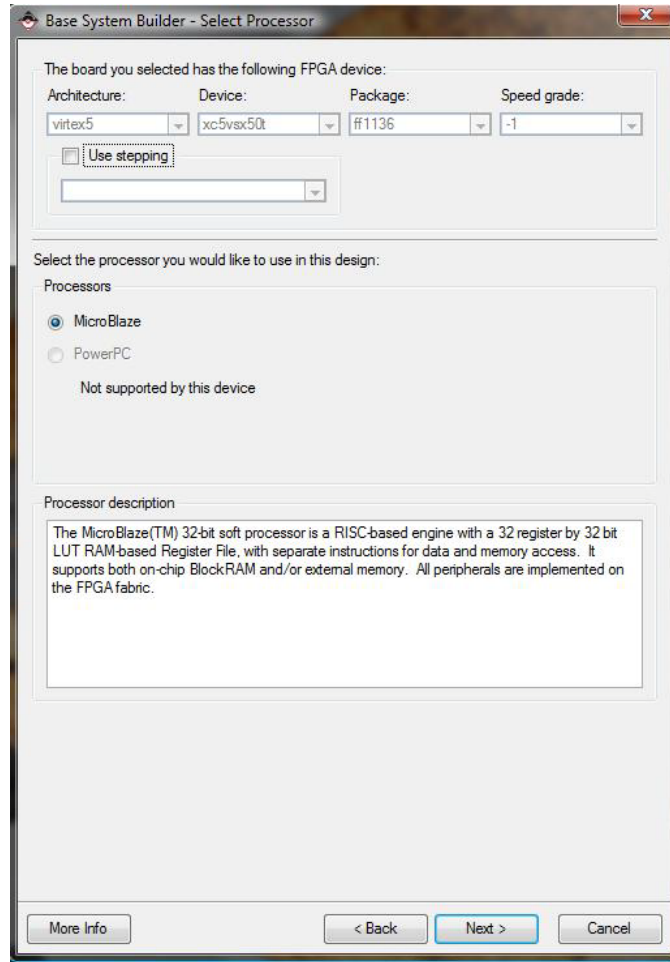 Base System Builder - Select Processor
The board you selected has the following FPGA device:
Architecture: Device: Package: Speed grade:
virtex5 xc5vsx50t ff1136 -1
Use stepping
Select the processor you would like to use in this design:
Processors
MicroBlaze
PowerPC
Not supported by this device
Processor description
The MicroBlaze(TM) 32-bit soft processor is a RISC-based engine with a 32 register by 32 bit
LUT RAM-based Register File, with separate instructions for data and memory access. It
supports both on-chip BlockRAM and/or external memory. All peripherals are implemented on
the FPGA fabric.
More Info < Back Next > Cancel